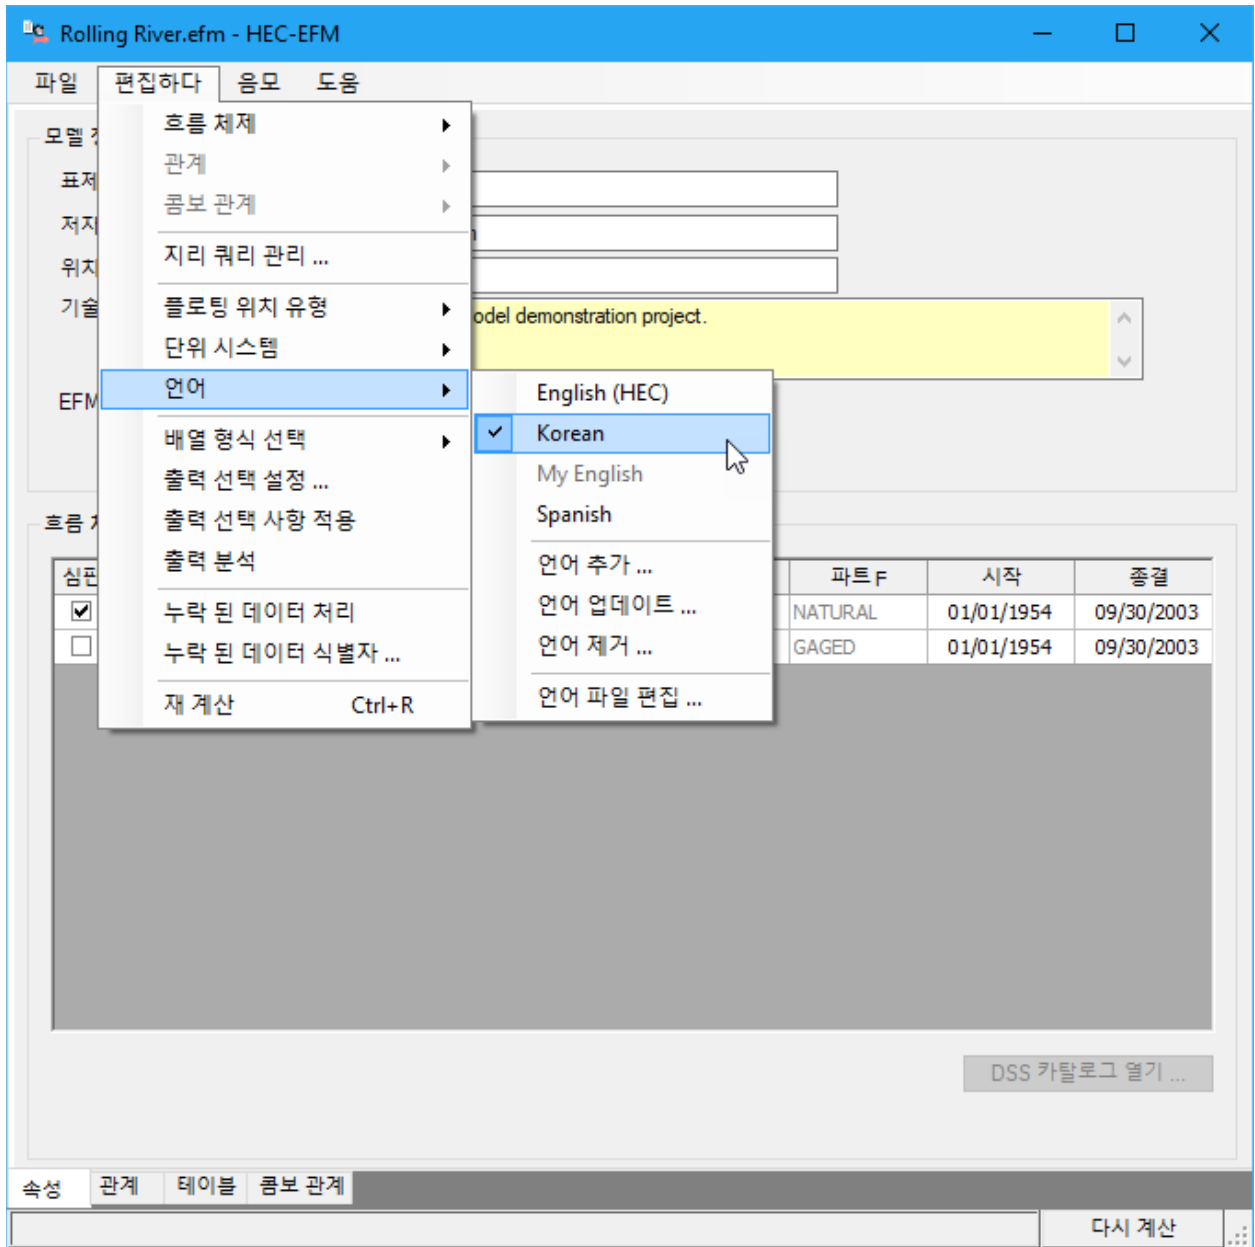 Rolling River.efm - HEC-EFM
파일 편집하다 음모 도움
모델
표제
저자
위치
기술
EFM
odel demonstration project.
흐름 체제
관계
콤보 관계
지리 쿼리 관리 ...
플로팅 위치 유형
단위 시스템
언어
배열 형식 선택
출력 선택 설정 ...
출력 선택 사항 적용
출력 분석
누락 된 데이터 처리
누락 된 데이터 식별자 ...
재 계산 Ctrl+R
English (HEC)
Korean
My English
Spanish
언어 추가 ...
언어 업데이트 ...
언어 제거 ...
언어 파일 편집 ...
흐름
심판 파트 F 시작 종결
NATURAL 01/01/1954 09/30/2003
GAGED 01/01/1954 09/30/2003
DSS 카탈로그 열기 ...
속성 관계 테이블 콤보 관계
다시 계산